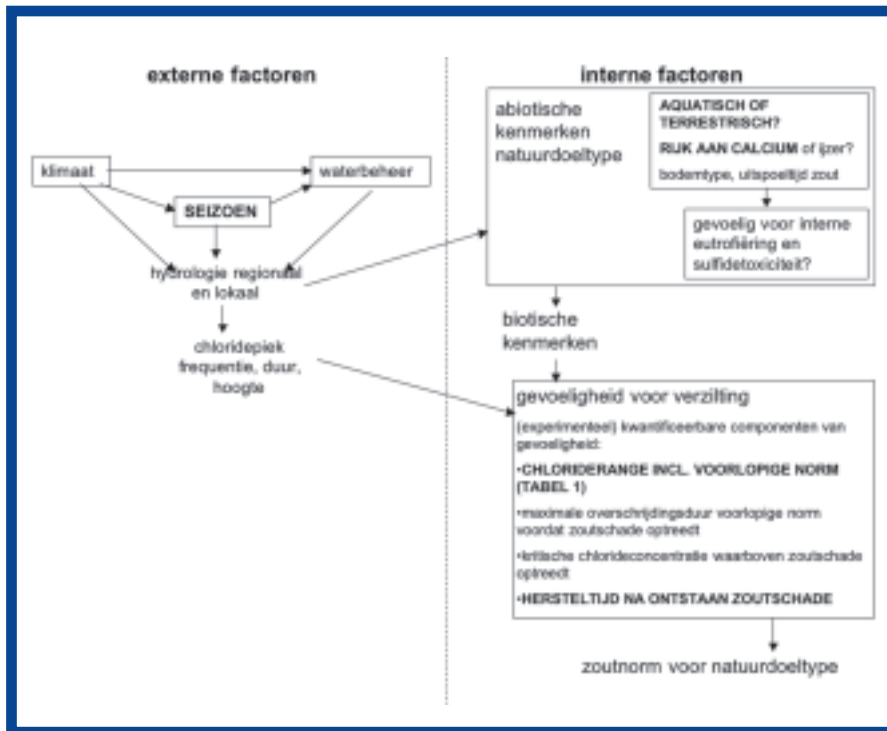 externe factoren
klimaat
waterbeheer
SEIZOEN
hydrologie regionaal
en lokaal
chloridepiek
frequentie, duur,
hoogte
interne factoren
abiotische
kenmerken
natuurdoeltype
AQUATISCH OF
TERRESTRISCH?
RIJK AAN CALCIUM of ijzer?
bodemtype, uitspoeltijd zout
gevoelig voor interne
eutrofiëring en
sulfidetoxiciteit?
biotische
kenmerken
gevoeligheid voor verzilting
(experimenteel) kwantificeerbare componenten van
gevoeligheid:
•CHLORIDERANGE INCL. VOORLOPIGE NORM
(TABEL 1)
•maximale overschrijdingsduur voorlopige norm
voordat zoutschade optreedt
•kritische chlorideconcentratie waarboven zoutschade
optreedt
•HERSTELTIJD NA ONTSTAAN ZOUTSCHADE
zoutnorm voor natuurdoeltype